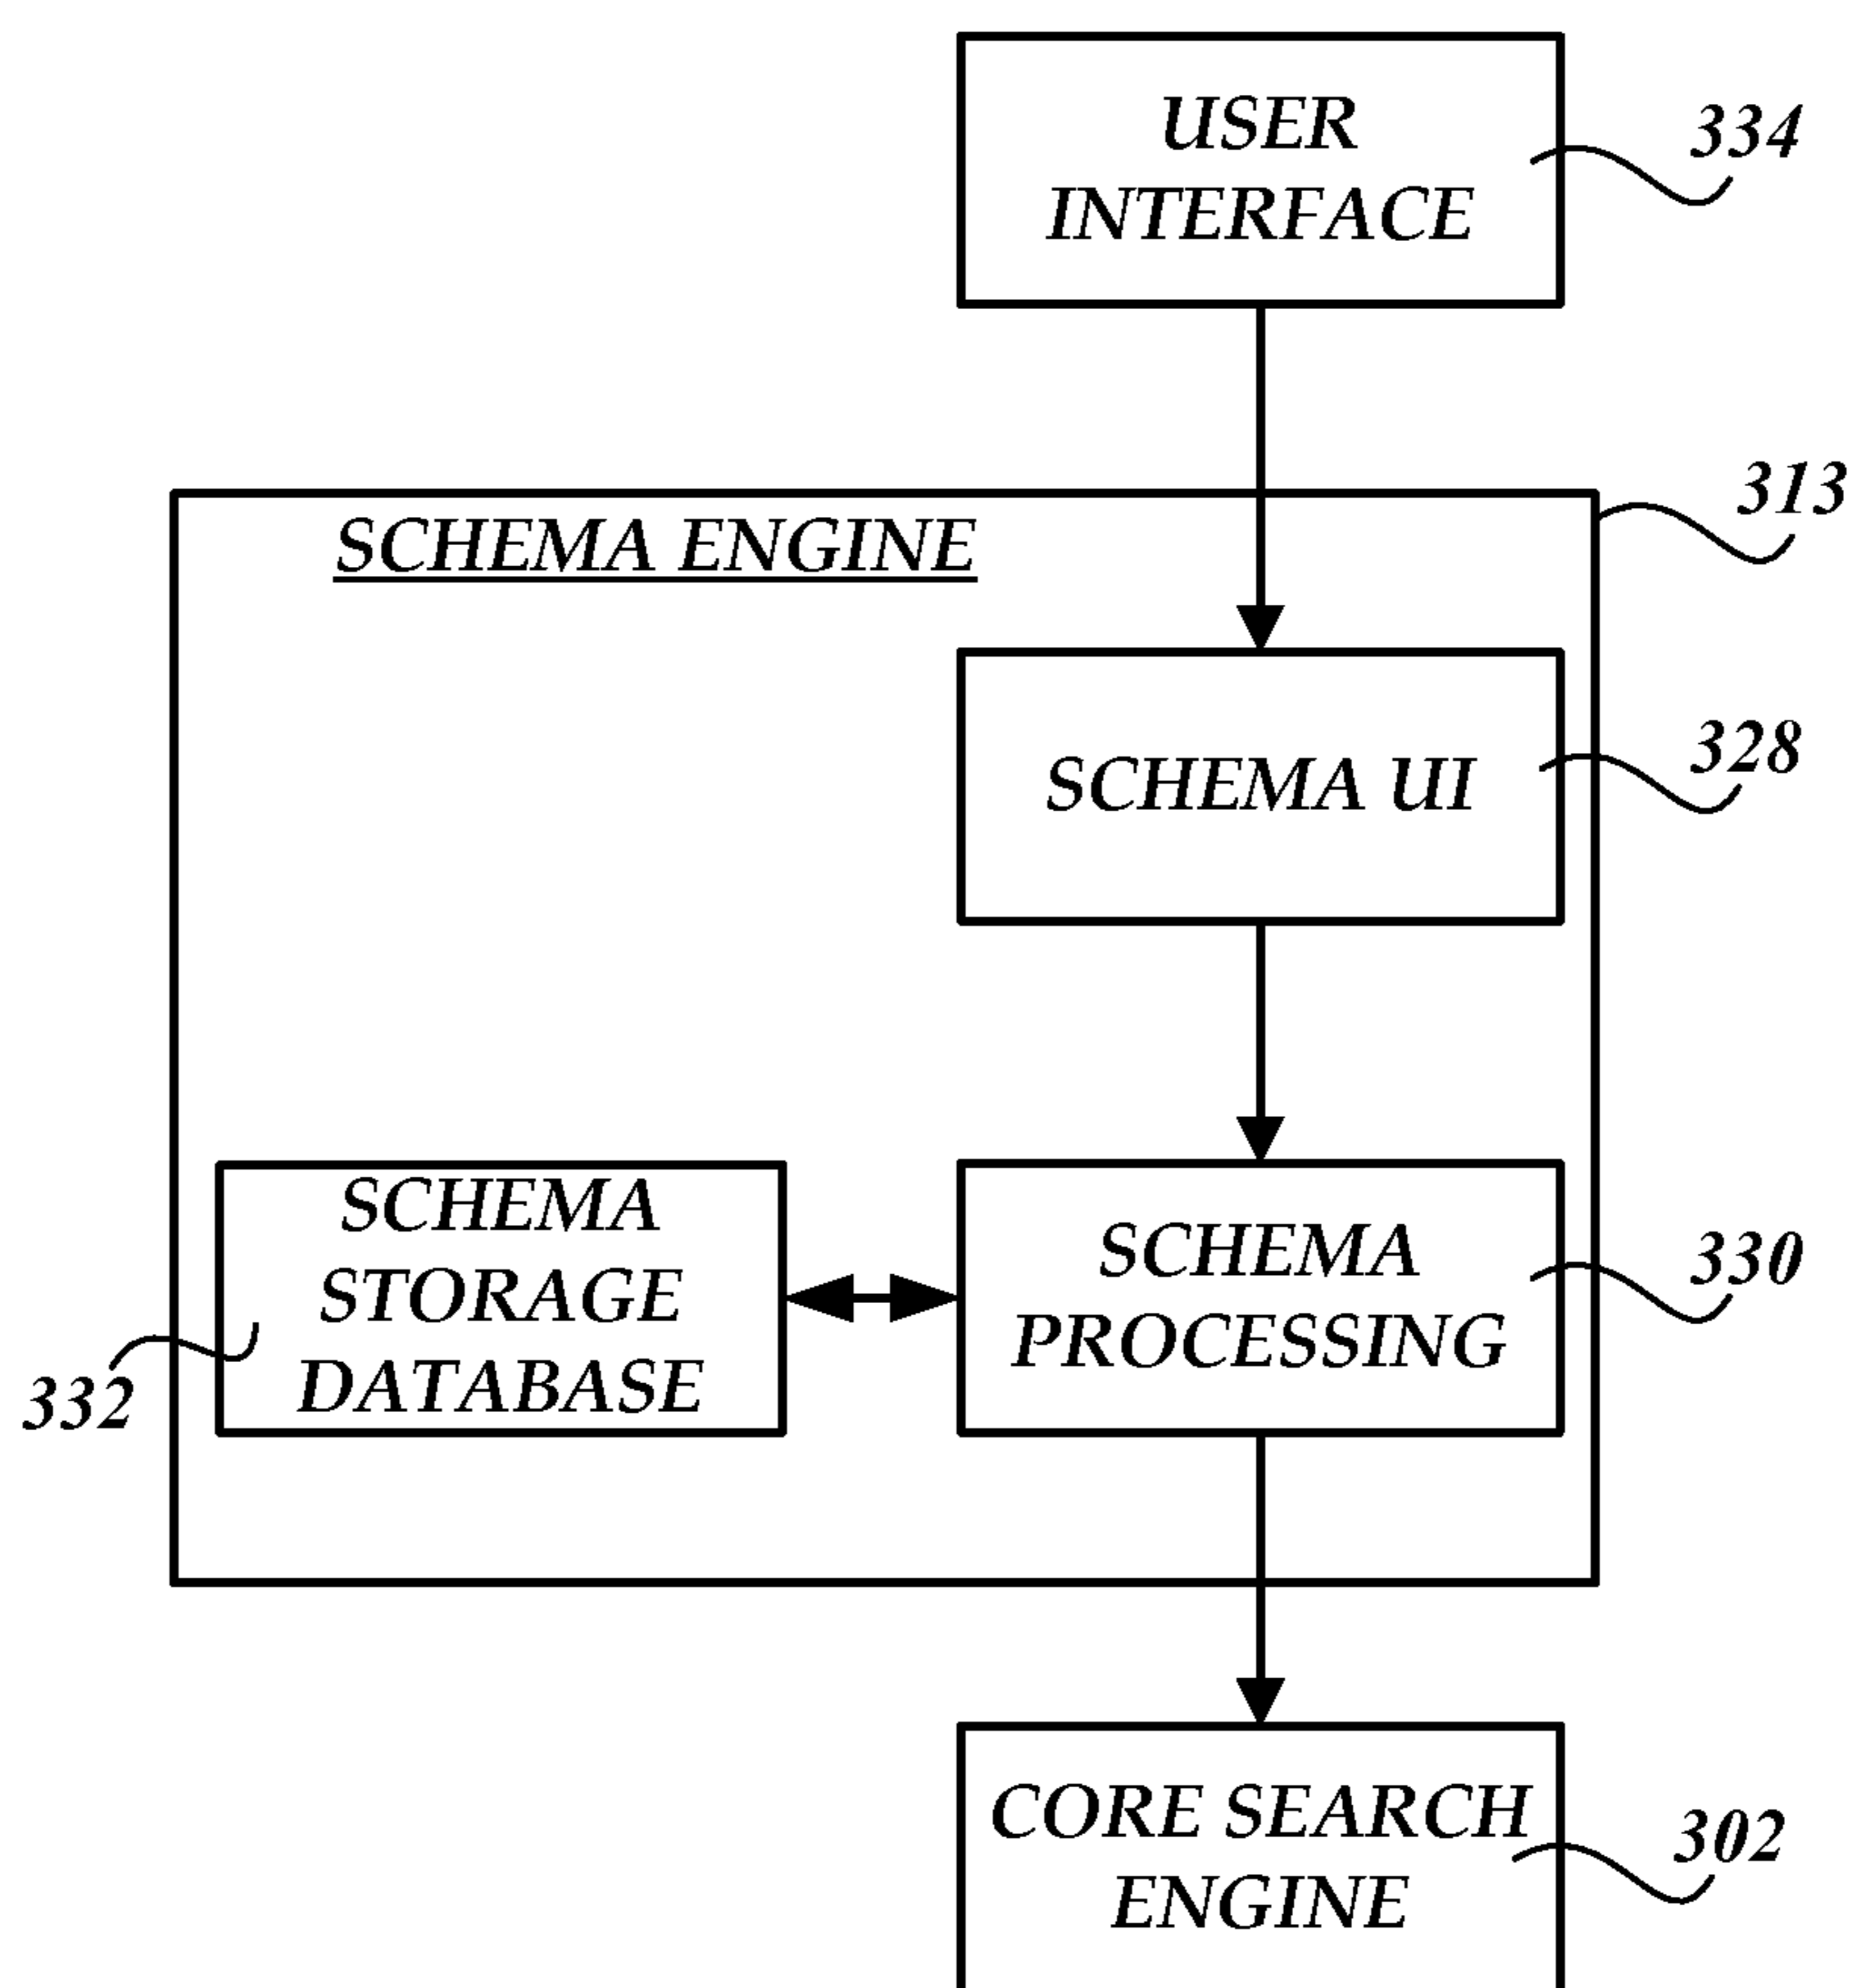 USER
INTERFACE
334
313
SCHEMA ENGINE
SCHEMA UI
328
SCHEMA
STORAGE
DATABASE
332
SCHEMA
PROCESSING
330
CORE SEARCH
ENGINE
302